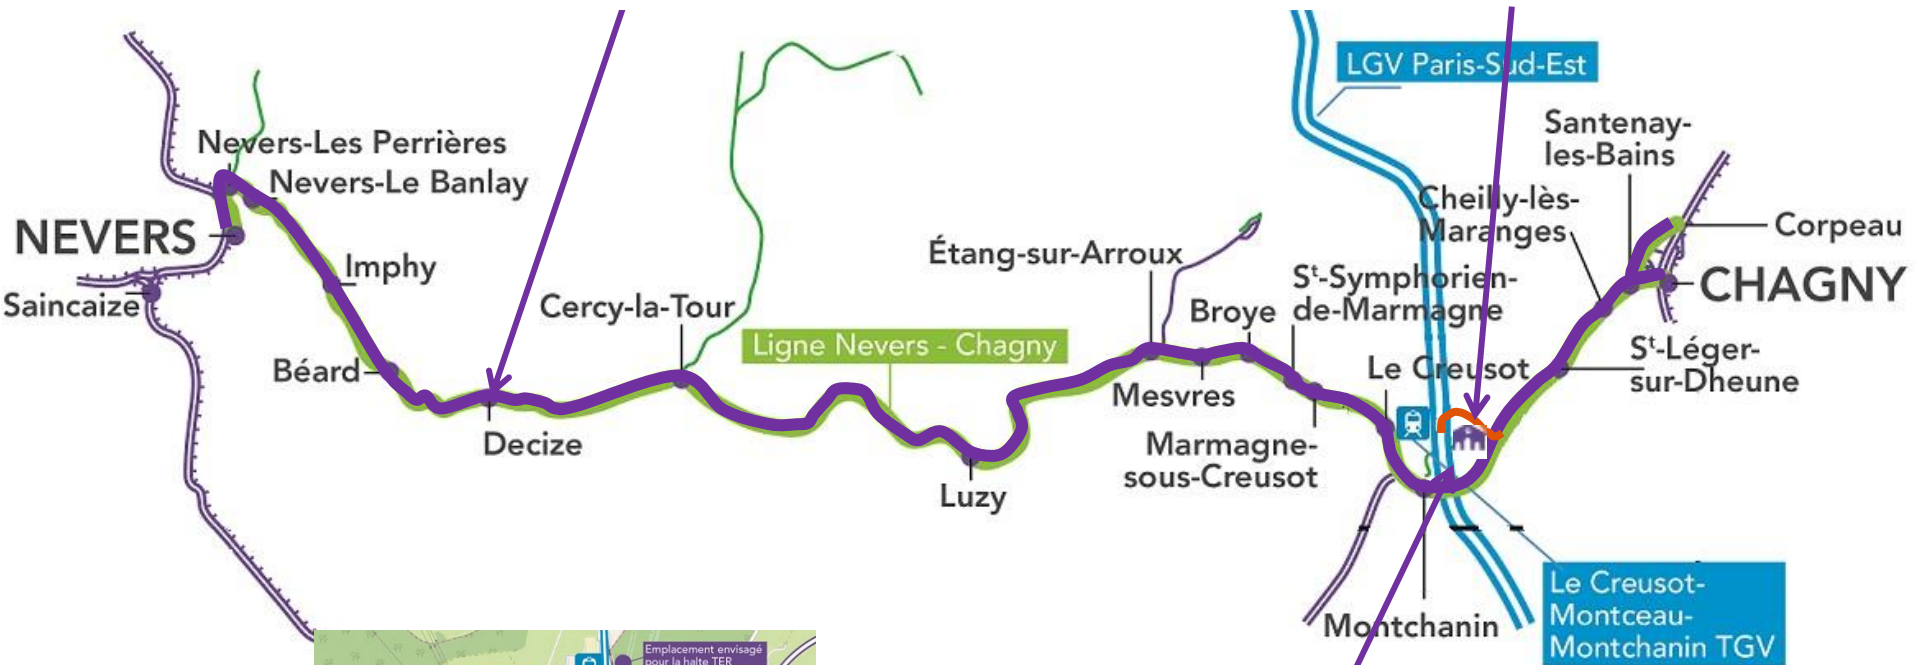 LGV Paris-Sud-Est
Santenay-
les-Bains
Nevers-Les Perrières
Nevers-Le Banlay
Cheilly-lès-
Maranges
NEVERS
Corpeau
Étang-sur-Arroux
Imphy
Sᵗ-Symphorien-
de-Marmagne
CHAGNY
Saincaize
Cercy-la-Tour
Broye
Ligne Nevers - Chagny
Sᵗ-Léger-
sur-Dheune
Béard
Le Creusot
Mesvres
Decize
Marmagne-
sous-Creusot
Luzy
Le Creusot-
Montceau-
Montchanin TGV
Montchanin
Emplacement envisagé
pour la halte TER